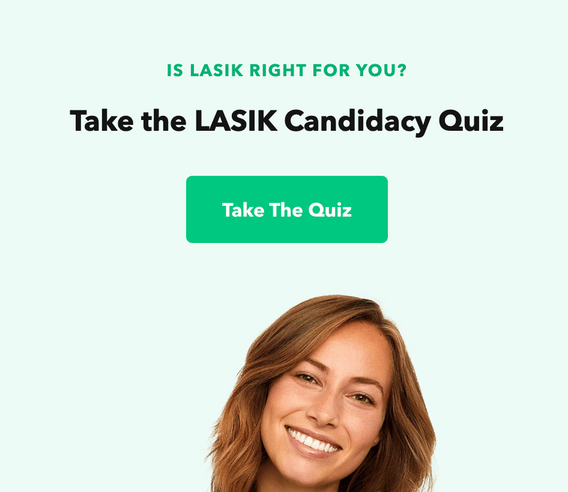 IS LASIK RIGHT FOR YOU?
Take the LASIK Candidacy Quiz
Take The Quiz